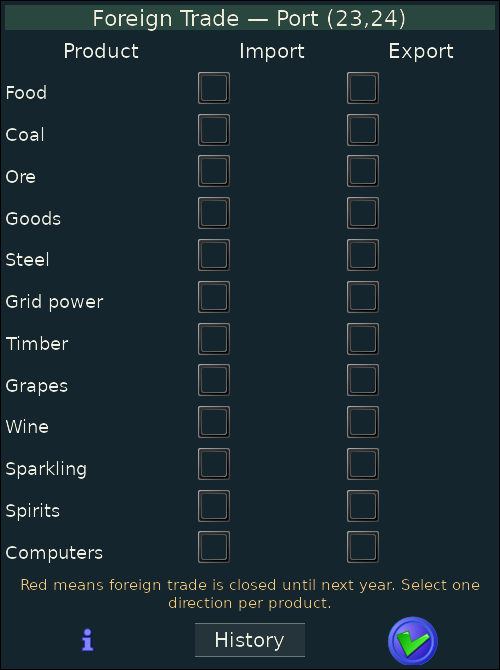 Foreign Trade — Port (23,24)
Product Import Export
Food
Coal
Ore
Goods
Steel
Grid power
Timber
Grapes
Wine
Sparkling
Spirits
Computers
Red means foreign trade is closed until next year. Select one
direction per product.
History